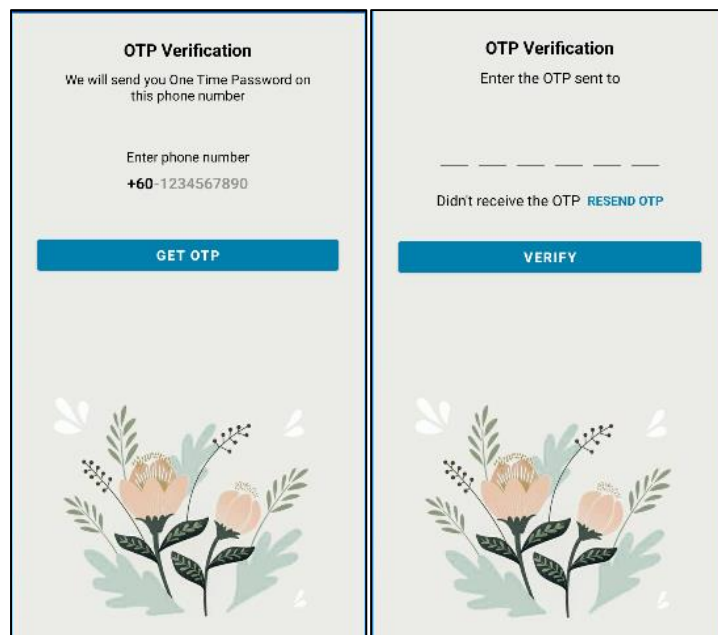 OTP Verification
We will send you One Time Password on
this phone number
Enter phone number
+60-1234567890
GET OTP
OTP Verification
Enter the OTP sent to
Didn't receive the OTP RESEND OTP
VERIFY